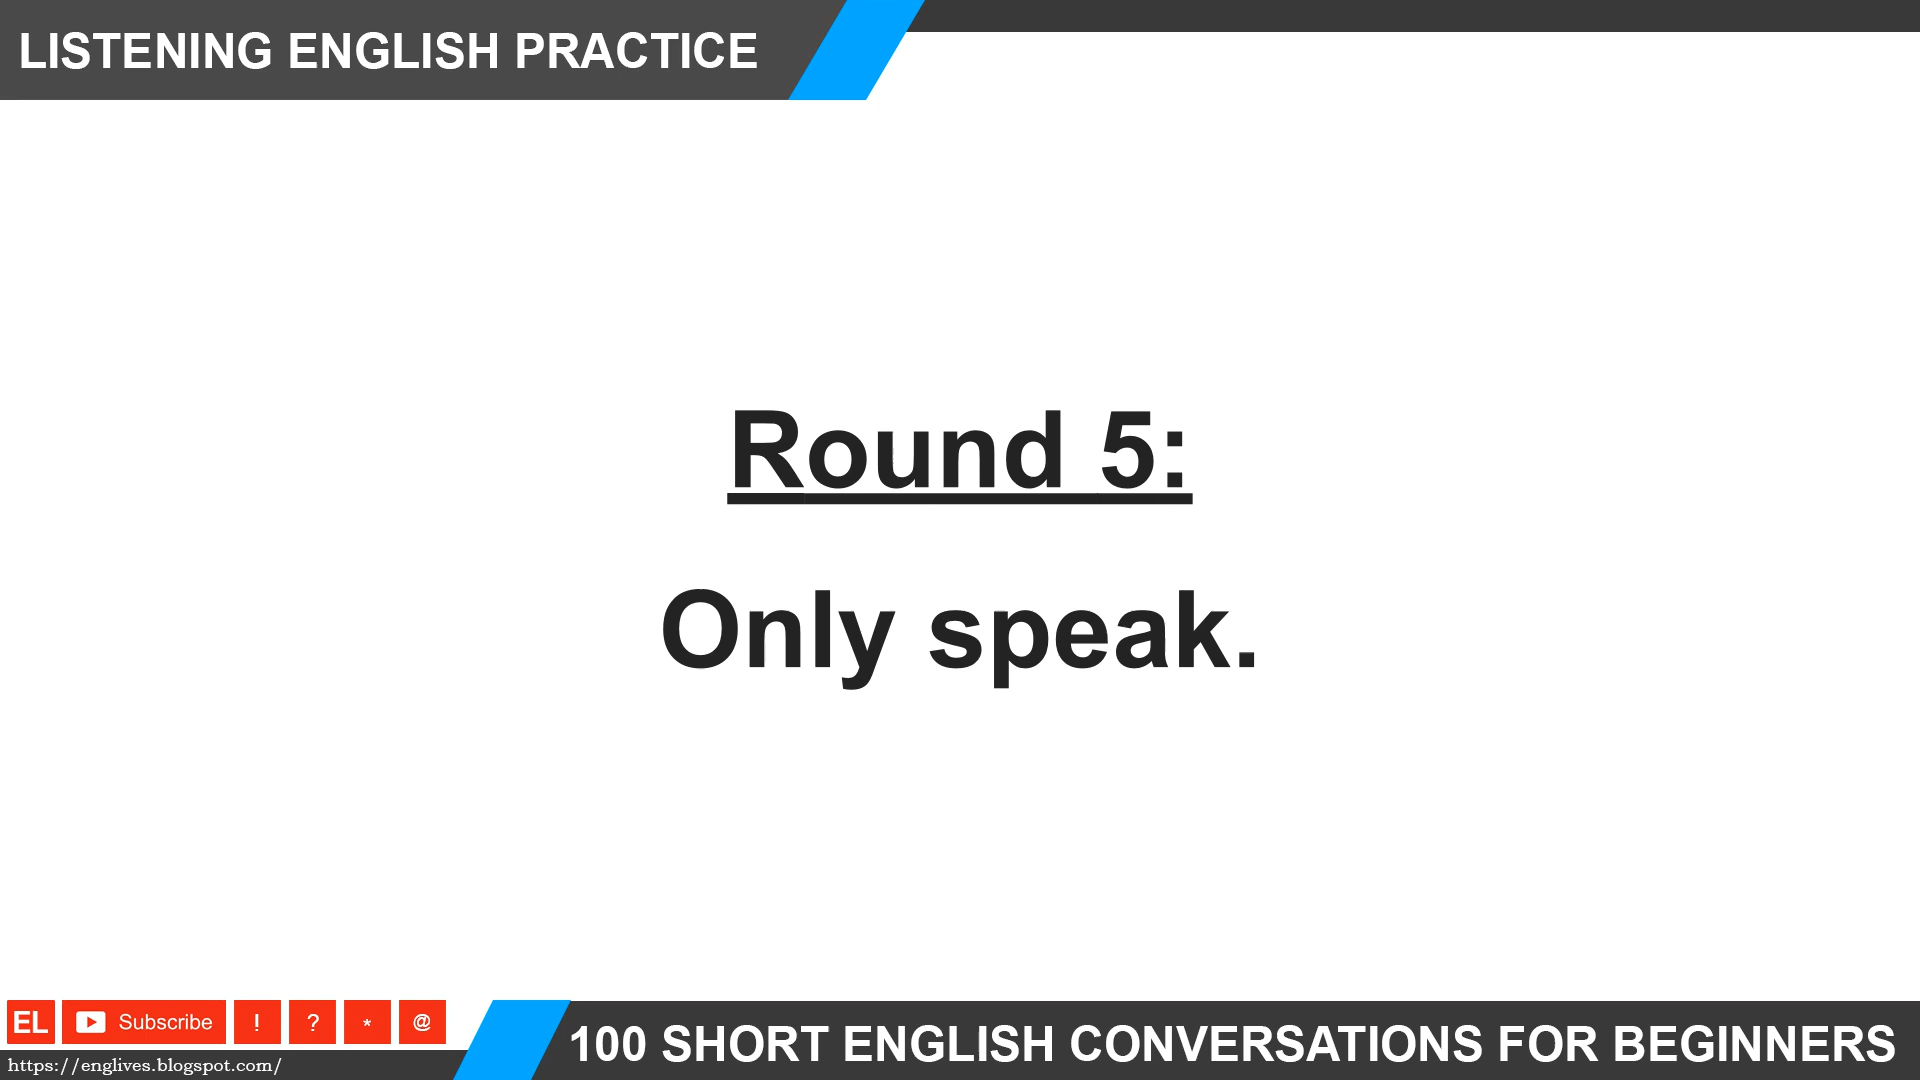 LISTENING ENGLISH PRACTICE
Round 5:
Only speak.
EL Subscribe ! ? * @
https://englives.blogspot.com/
100 SHORT ENGLISH CONVERSATIONS FOR BEGINNERS